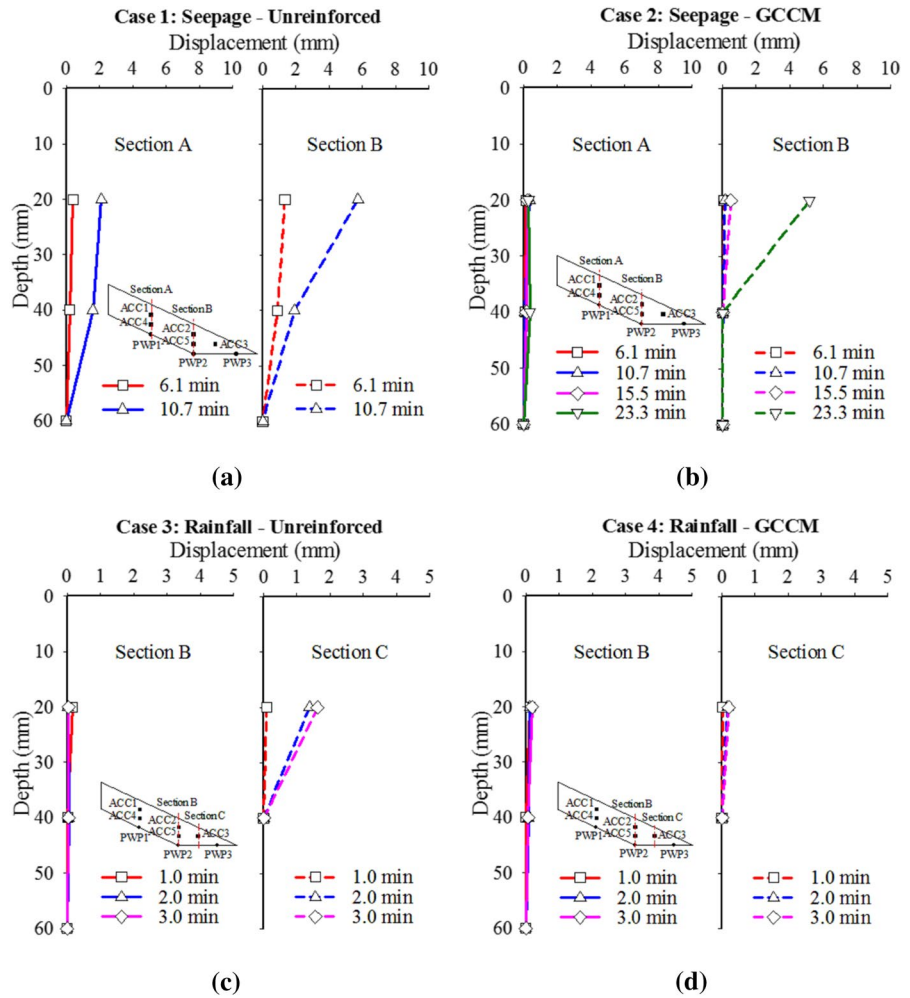 Case 1: Seepage - Unreinforced
Displacement (mm)
0 2 4 6 8 10 0 2 4 6 8 10
0
10
20
30
40
50
60
Depth (mm)
Section A
Section B
Section A
ACC1
Section B
ACC4
ACC2
PWP1
ACC5
ACC3
PWP2
PWP3
6.1 min
10.7 min
6.1 min
10.7 min
(a)
Case 2: Seepage - GCCM
Displacement (mm)
0 2 4 6 8 10 0 2 4 6 8 10
0
10
20
30
40
50
60
Depth (mm)
Section A
Section B
Section A
ACC1
Section B
ACC4
ACC2
PWP1
ACC5
ACC3
PWP2
PWP3
6.1 min
10.7 min
15.5 min
23.3 min
6.1 min
10.7 min
15.5 min
23.3 min
(b)
Case 3: Rainfall - Unreinforced
Displacement (mm)
0 1 2 3 4 5 0 1 2 3 4 5
0
10
20
30
40
50
60
Depth (mm)
Section B
Section C
ACC1
Section B
ACC4
ACC2
Section C
PWP1
ACC5
ACC3
PWP2
PWP3
1.0 min
2.0 min
3.0 min
1.0 min
2.0 min
3.0 min
(c)
Case 4: Rainfall - GCCM
Displacement (mm)
0 1 2 3 4 5 0 1 2 3 4 5
0
10
20
30
40
50
60
Depth (mm)
Section B
Section C
ACC1
Section B
ACC4
ACC2
Section C
PWP1
ACC5
ACC3
PWP2
PWP3
1.0 min
2.0 min
3.0 min
1.0 min
2.0 min
3.0 min
(d)